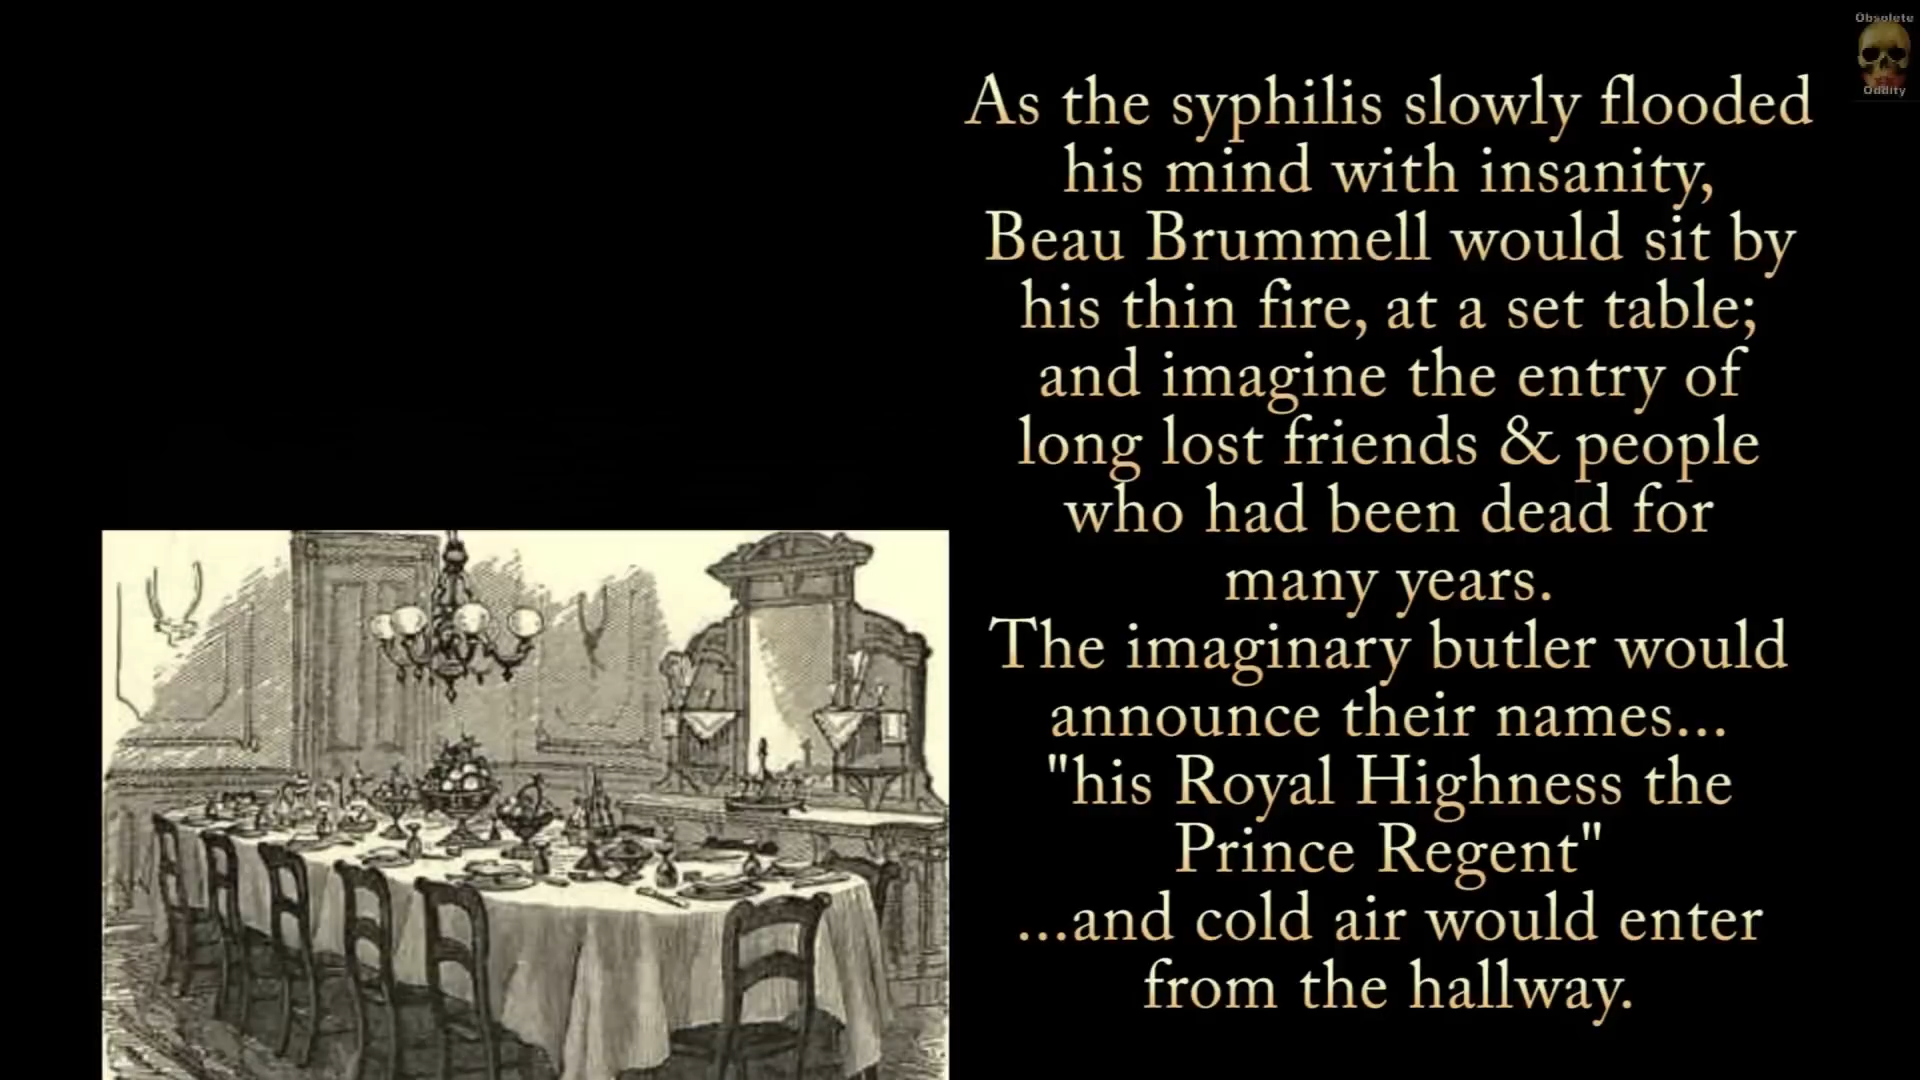 Obsolete
Oddity
As the syphilis slowly flooded
his mind with insanity,
Beau Brummell would sit by
his thin fire, at a set table;
and imagine the entry of
long lost friends & people
who had been dead for
many years.
The imaginary butler would
announce their names...
"his Royal Highness the
Prince Regent"
...and cold air would enter
from the hallway.